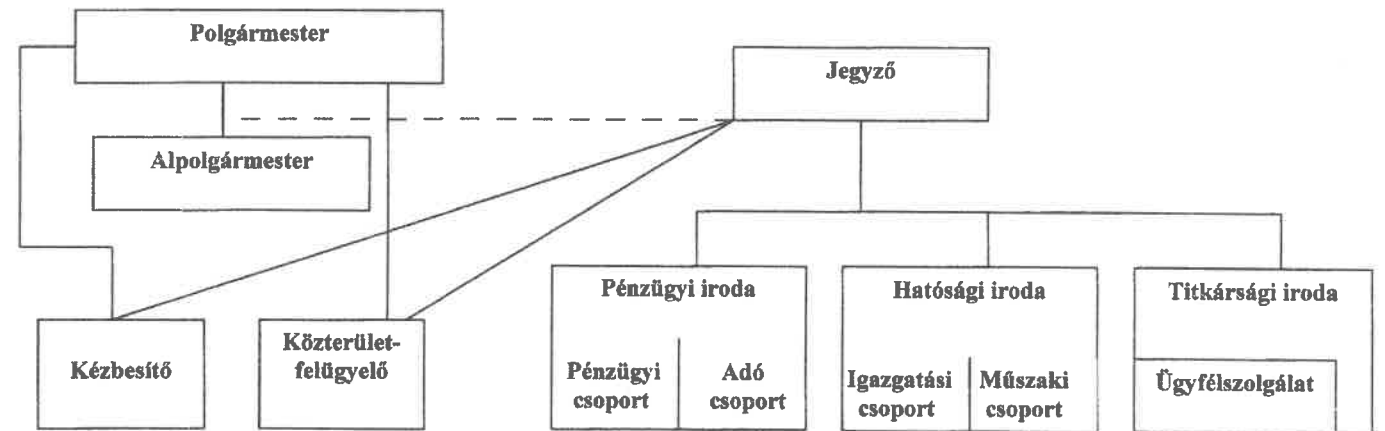 Polgármester
Jegyző
Alpolgármester
Pénzügyi iroda
Hatósági iroda
Titkársági iroda
Kézbesítő
Közterület-
felügyelő
Pénzügyi
csoport
Adó
csoport
Igazgatási
csoport
Műszaki
csoport
Ügyfélszolgálat